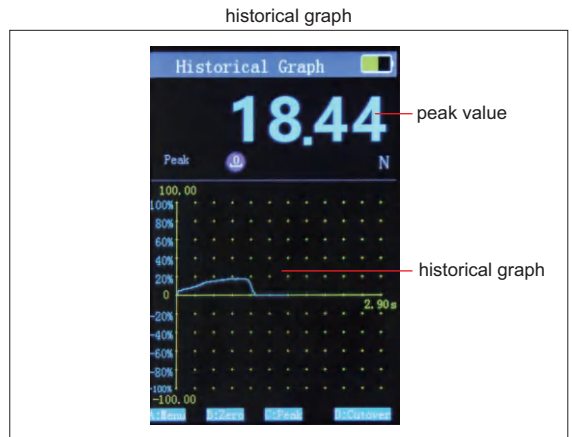 historical graph
Historical Graph
18.44
peak value
Peak
N
100.00
100%
80%
60%
40%
20%
0
2.90s
historical graph
-20%
-40%
-60%
-80%
-100%
-100.00
A:Menu B:Zero C:Peak D:Cutover